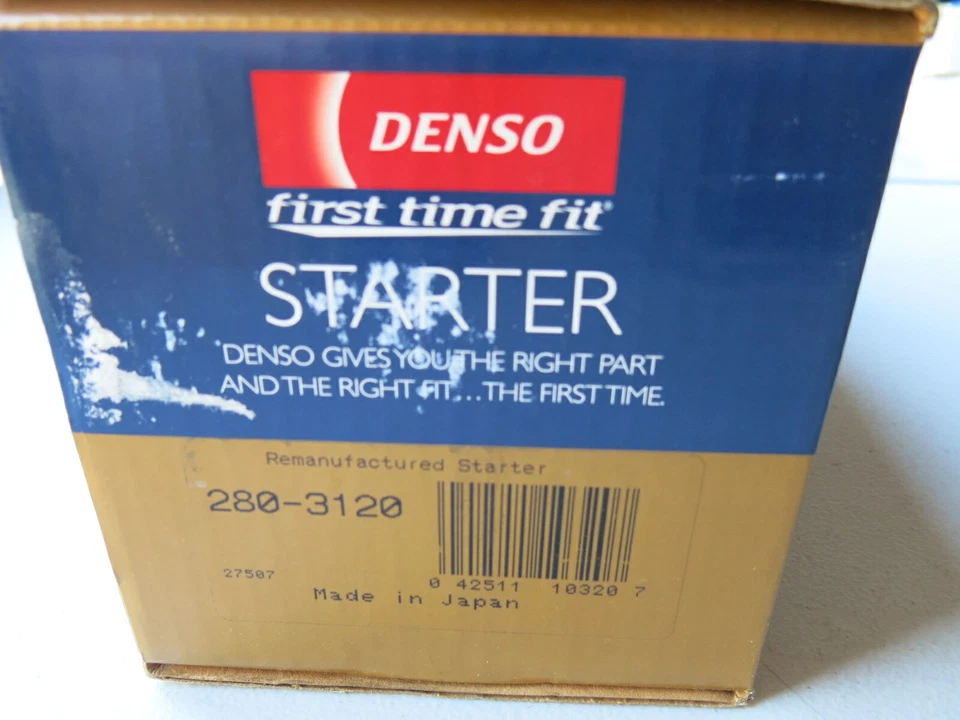 DENSO
first time fit®
STARTER
DENSO GIVES YOU THE RIGHT PART
AND THE RIGHT FIT...THE FIRST TIME.
Remanufactured Starter
280-3120
27507
0 42511 10320 7
Made in Japan